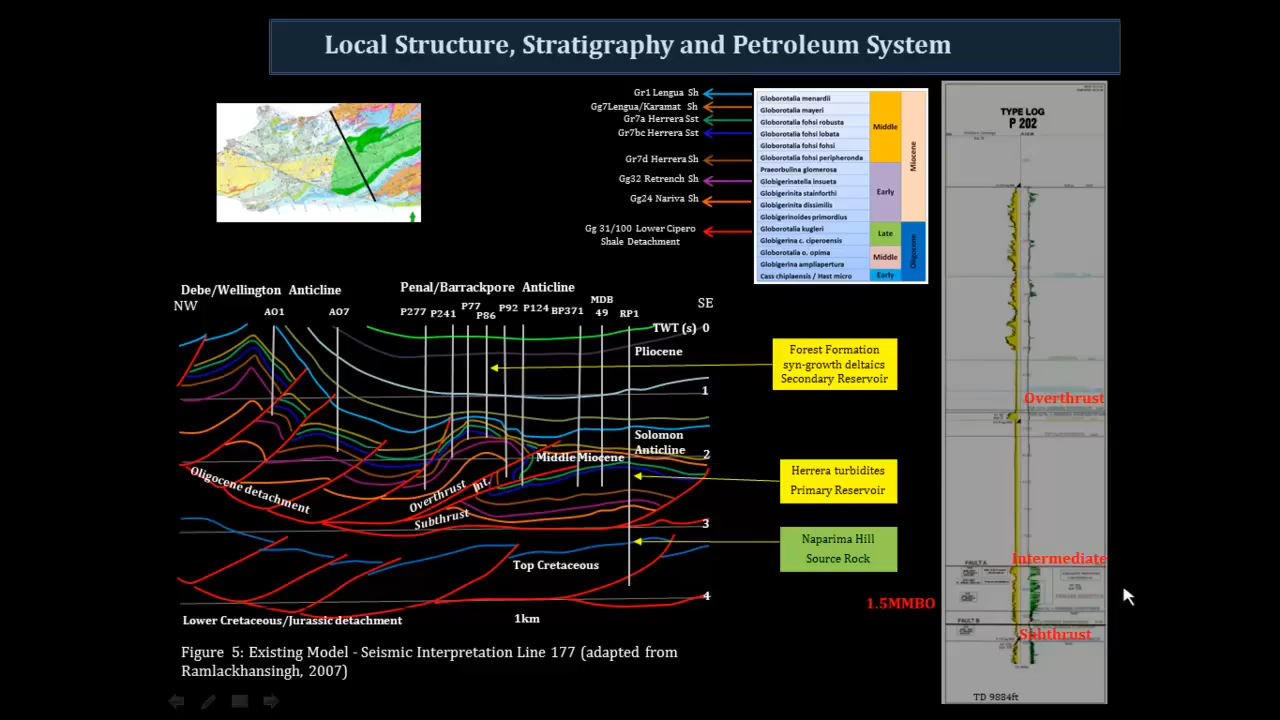 Local Structure, Stratigraphy and Petroleum System
Gr1 Lengua Sh
Gg7Lengua/Karamat Sh
Gr7a Herrera Sst
Gr7bc Herrera Sst
Gr7d Herrera Sh
Gg32 Retrench Sh
Gg24 Nariva Sh
Gg 31/100 Lower Cipero
Shale Detachment
Globorotalia menardii
Globorotalia mayeri
Globorotalia fohsi robusta
Globorotalia fohsi lobata
Globorotalia fohsi fohsi
Globorotalia fohsi peripheronda
Praeorbulina glomerosa
Globigerinatella insueta
Globigerinita stainforthi
Globigerinita dissimilis
Globigerinoides primordius
Globorotalia kugleri
Globigerina c. ciperoensis
Globorotalia o. opima
Globigerina ampliapertura
Cass chiplaensis / Hast micro
Middle
Early
Late
Middle
Early
Miocene
Oligocene
TYPE LOG
P 202
Overthrust
Intermediate
FAULT A
FAULT B
Subthrust
TD 9884ft
Debe/Wellington Anticline
Penal/Barrackpore Anticline
NW
SE
AO1
AO7
P277
P241
P77
P86
P92
P124
BP371
MDB
49
RP1
TWT (s) 0
Pliocene
1
Solomon
Anticline
2
Middle Miocene
Oligocene detachment
Overthrust
Int.
Subthrust
3
Top Cretaceous
4
Lower Cretaceous/Jurassic detachment
1km
Forest Formation
syn-growth deltaics
Secondary Reservoir
Herrera turbidites
Primary Reservoir
Naparima Hill
Source Rock
1.5MMBO
Figure 5: Existing Model - Seismic Interpretation Line 177 (adapted from
Ramlackhansingh, 2007)